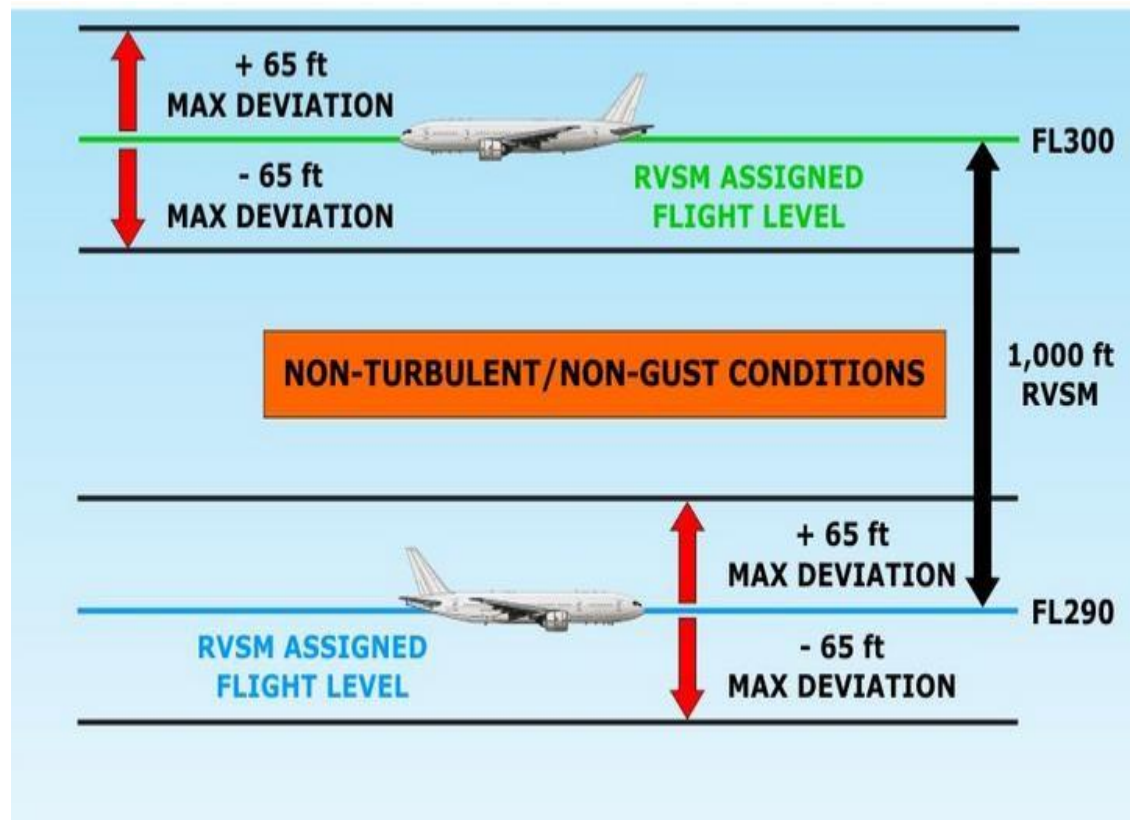 + 65 ft
MAX DEVIATION
- 65 ft
MAX DEVIATION
FL300
RVSM ASSIGNED
FLIGHT LEVEL
NON-TURBULENT/NON-GUST CONDITIONS
1,000 ft
RVSM
+ 65 ft
MAX DEVIATION
FL290
RVSM ASSIGNED
FLIGHT LEVEL
- 65 ft
MAX DEVIATION